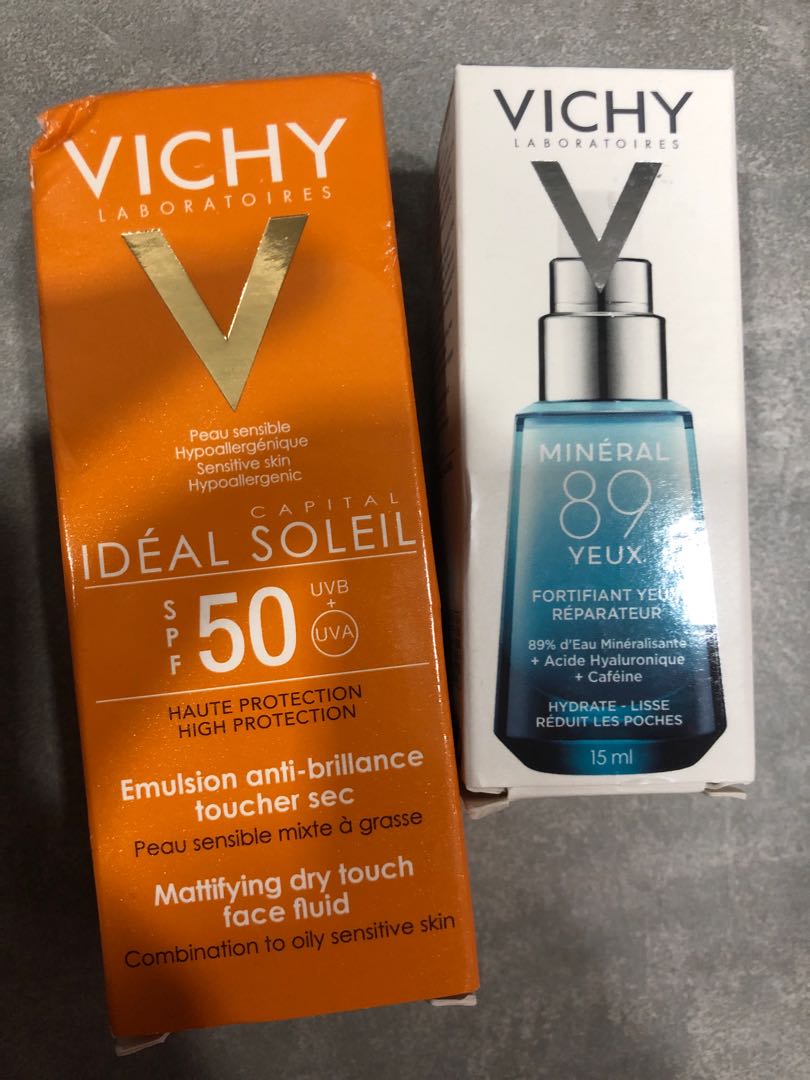 VICHY
LABORATOIRES
Peau sensible
Hypoallergénique
Sensitive skin
Hypoallergenic
CAPITAL
IDÉAL SOLEIL
SPF 50 UVB + UVA
HAUTE PROTECTION
HIGH PROTECTION
Emulsion anti-brillance
toucher sec
Peau sensible mixte à grasse
Mattifying dry touch
face fluid
Combination to oily sensitive skin
VICHY
LABORATOIRES
MINÉRAL
89
YEUX
FORTIFIANT YEUX
RÉPARATEUR
89% d'Eau Minéralisante
+ Acide Hyaluronique
+ Caféine
HYDRATE - LISSE
RÉDUIT LES POCHES
15 ml